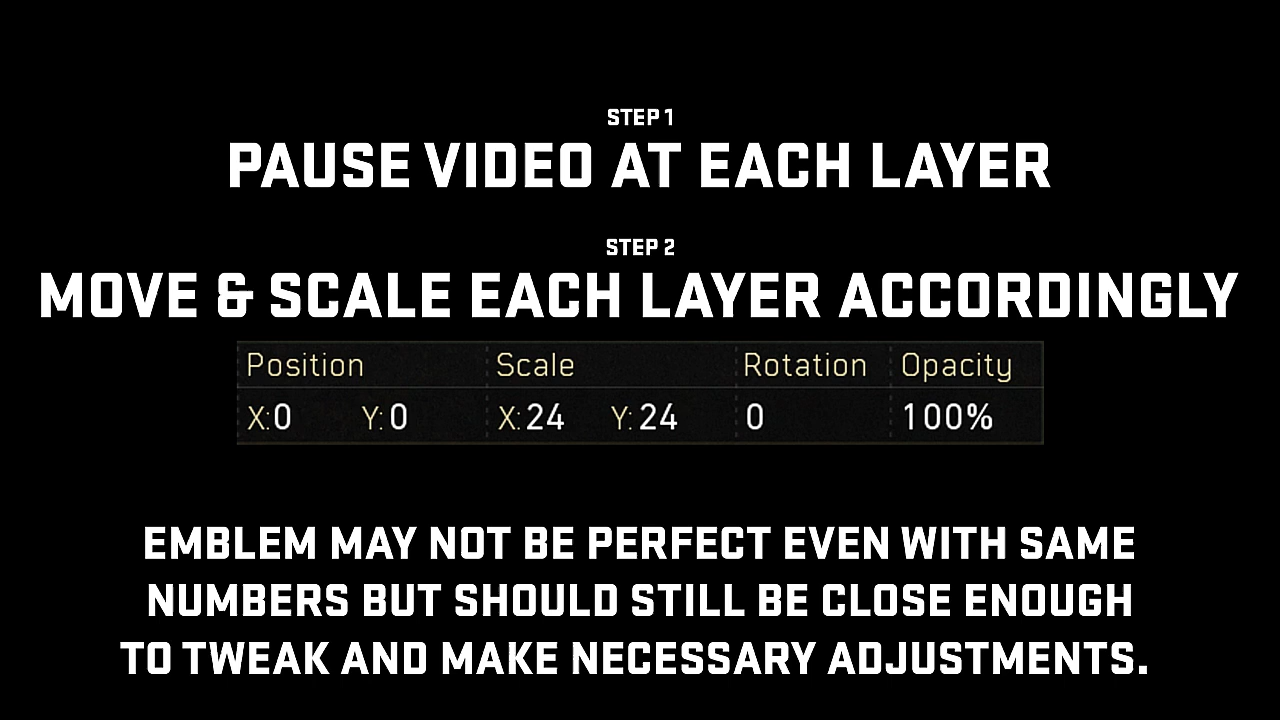 STEP 1
PAUSE VIDEO AT EACH LAYER
STEP 2
MOVE & SCALE EACH LAYER ACCORDINGLY
Position Scale Rotation Opacity
X:0 Y:0 X:24 Y:24 0 100%
EMBLEM MAY NOT BE PERFECT EVEN WITH SAME
NUMBERS BUT SHOULD STILL BE CLOSE ENOUGH
TO TWEAK AND MAKE NECESSARY ADJUSTMENTS.